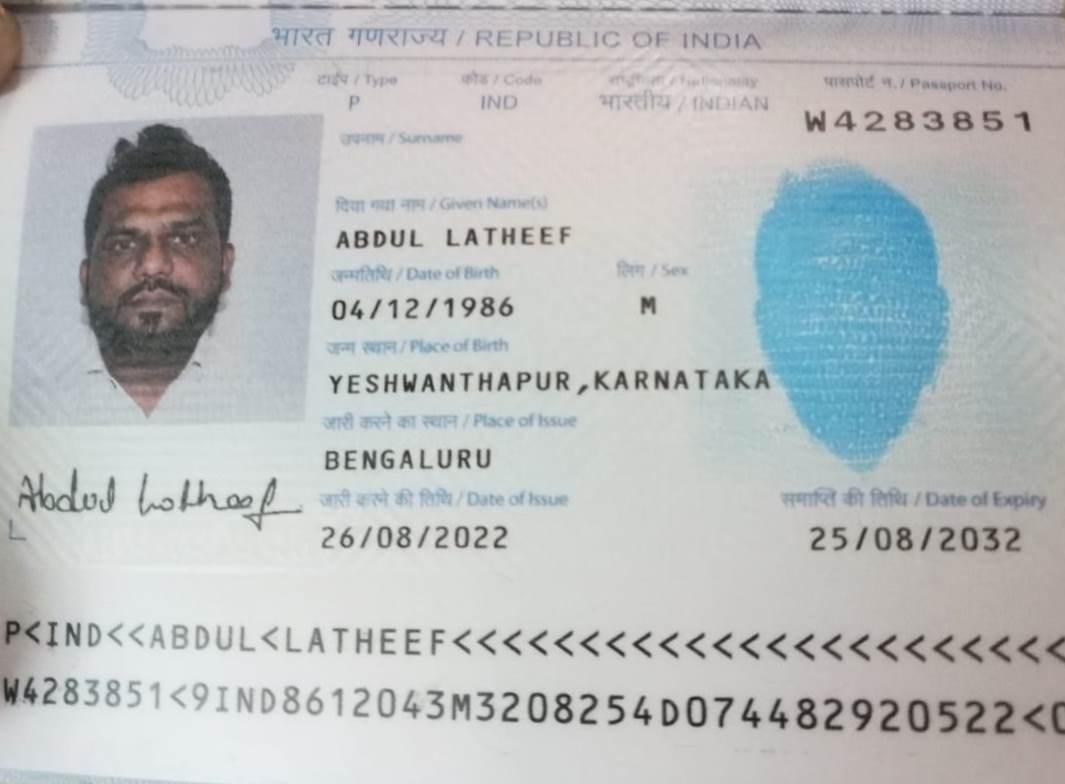 भारत गणराज्य / REPUBLIC OF INDIA
टाईप / Type कोड / Code राष्ट्रीयता / Nationality पासपोर्ट न. / Passport No.
P IND भारतीय / INDIAN W4283851
उपनाम / Surname
दिया गया नाम / Given Name(s)
ABDUL LATHEEF
जन्मतिथि / Date of Birth लिंग / Sex
04/12/1986 M
जन्म स्थान / Place of Birth
YESHWANTHAPUR,KARNATAKA
जारी करने का स्थान / Place of Issue
BENGALURU
Abdul Latheef
जारी करने की तिथि / Date of Issue समाप्ति की तिथि / Date of Expiry
26/08/2022 25/08/2032
P<IND<<ABDUL<LATHEEF<<<<<<<<<<<<<<<<<<<<<<<<
W4283851<9IND8612043M3208254D074482920522<0